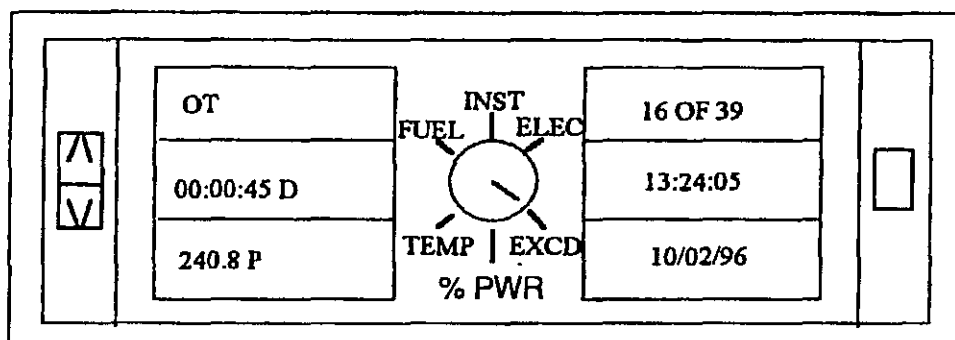 OT
00:00:45 D
240.8 P
INST
FUEL
ELEC
TEMP
EXCD
% PWR
16 OF 39
13:24:05
10/02/96